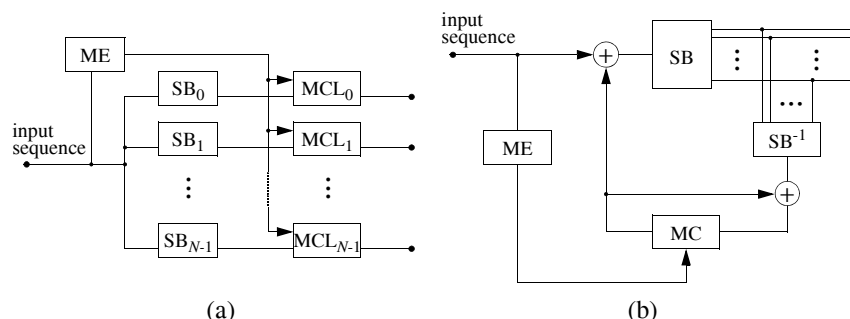 ME
SB0
MCL0
SB1
MCL1
input
sequence
SBN-1
MCLN-1
(a)
input
sequence
SB
ME
SB-1
MC
(b)